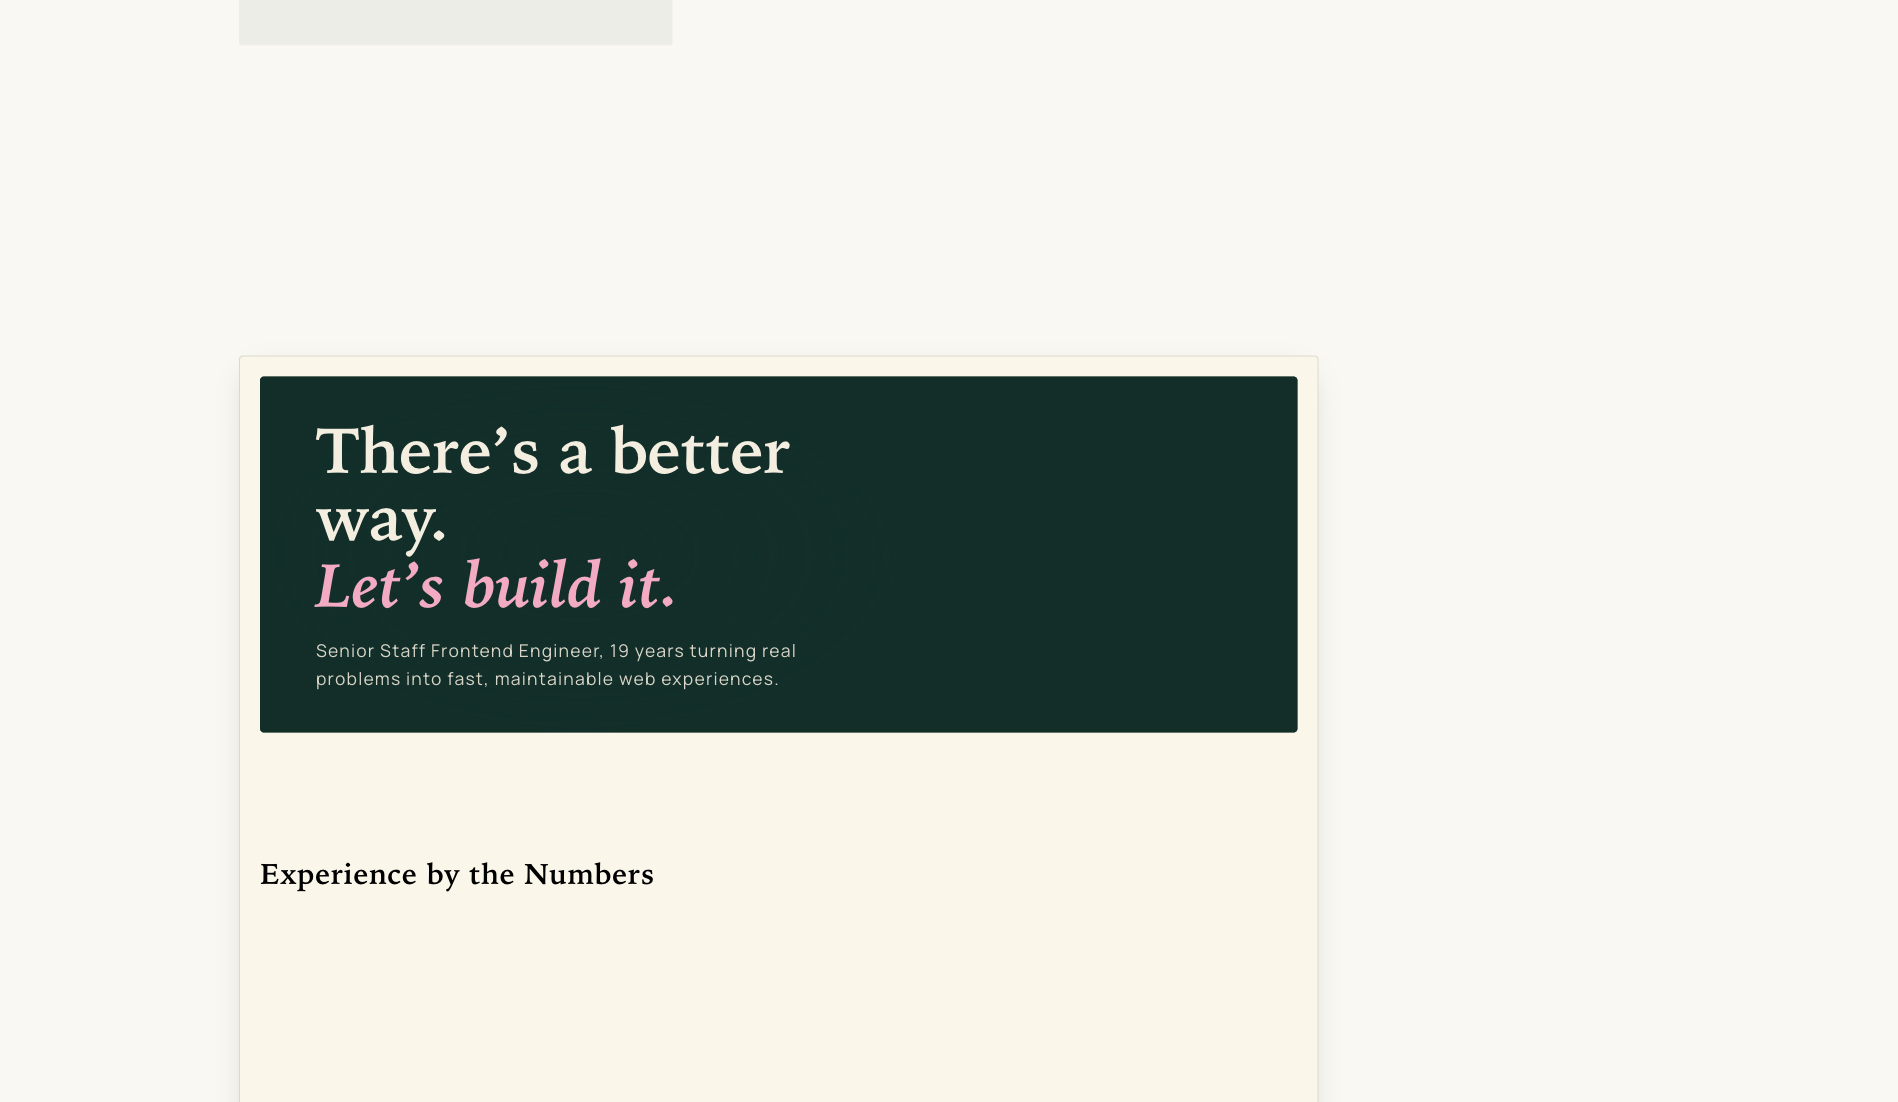 There’s a better
way.
Let’s build it.
Senior Staff Frontend Engineer, 19 years turning real
problems into fast, maintainable web experiences.
Experience by the Numbers